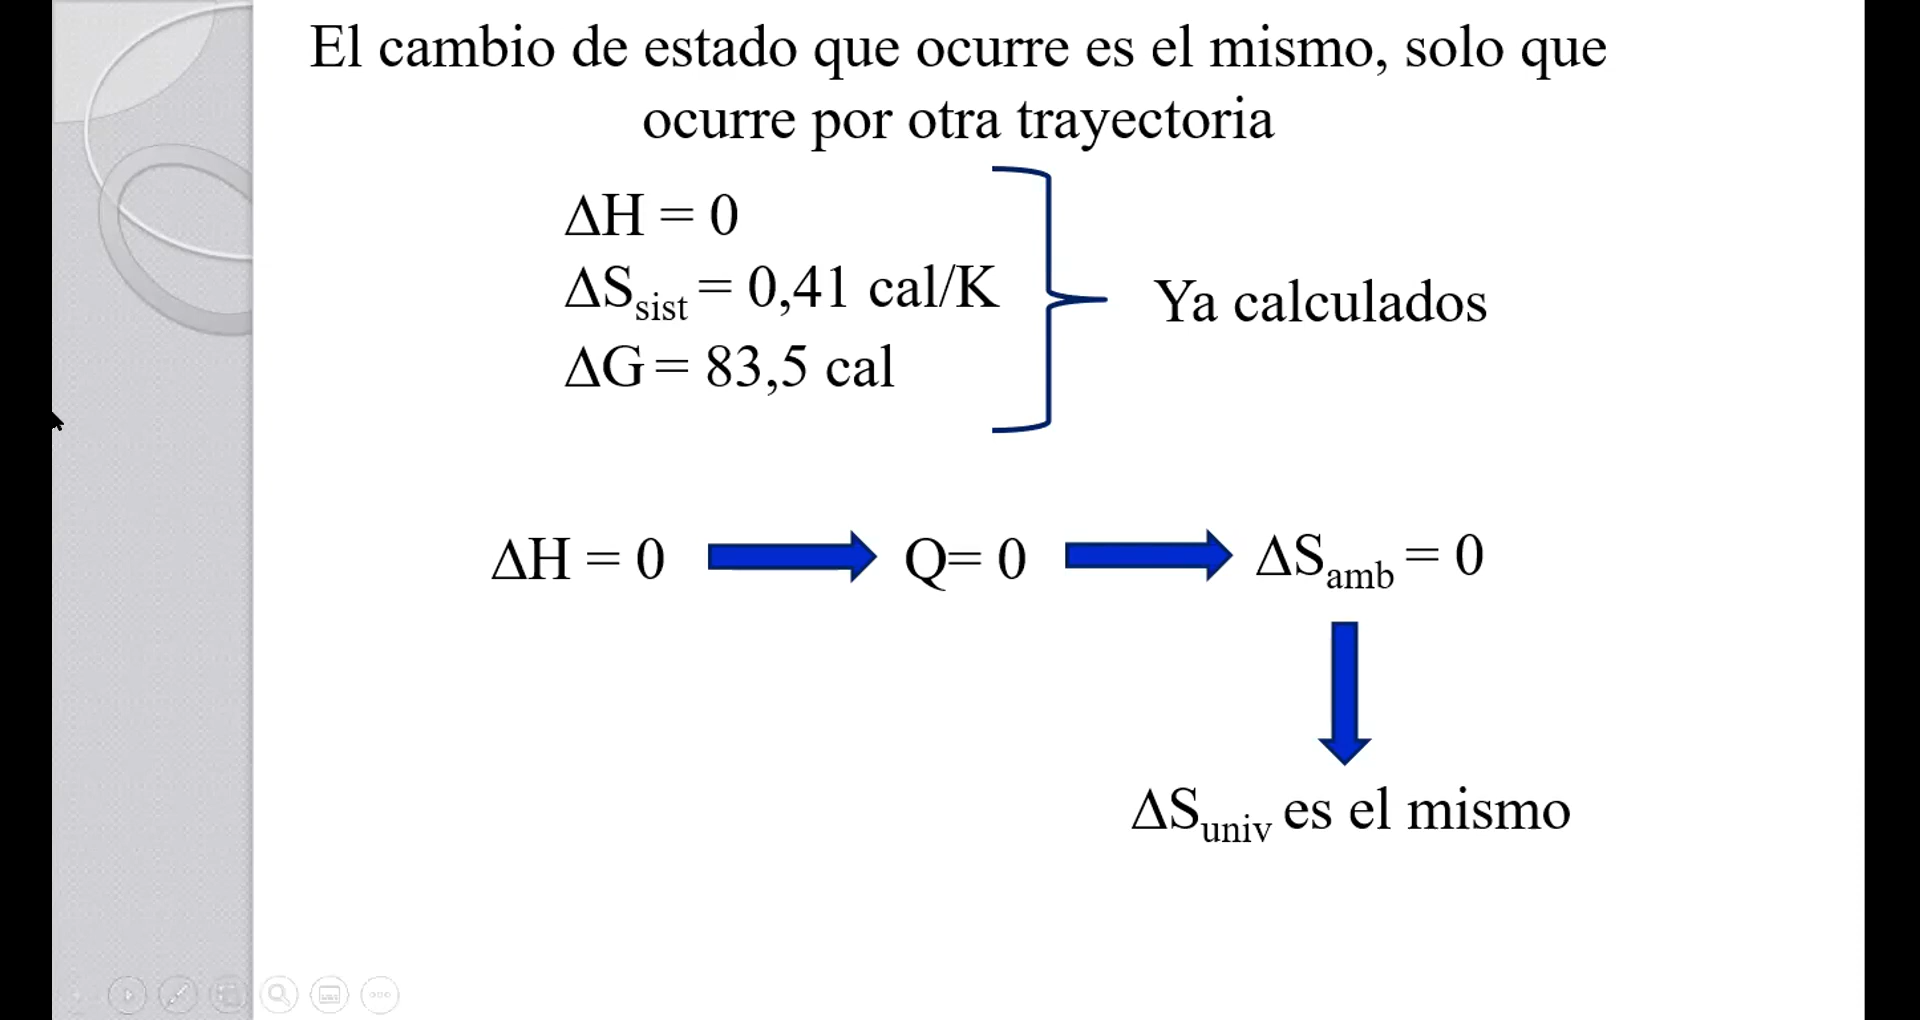 El cambio de estado que ocurre es el mismo, solo que
ocurre por otra trayectoria
ΔH = 0
ΔSsist = 0,41 cal/K
ΔG = 83,5 cal
Ya calculados
ΔH = 0
Q= 0
ΔSamb = 0
ΔSuniv es el mismo